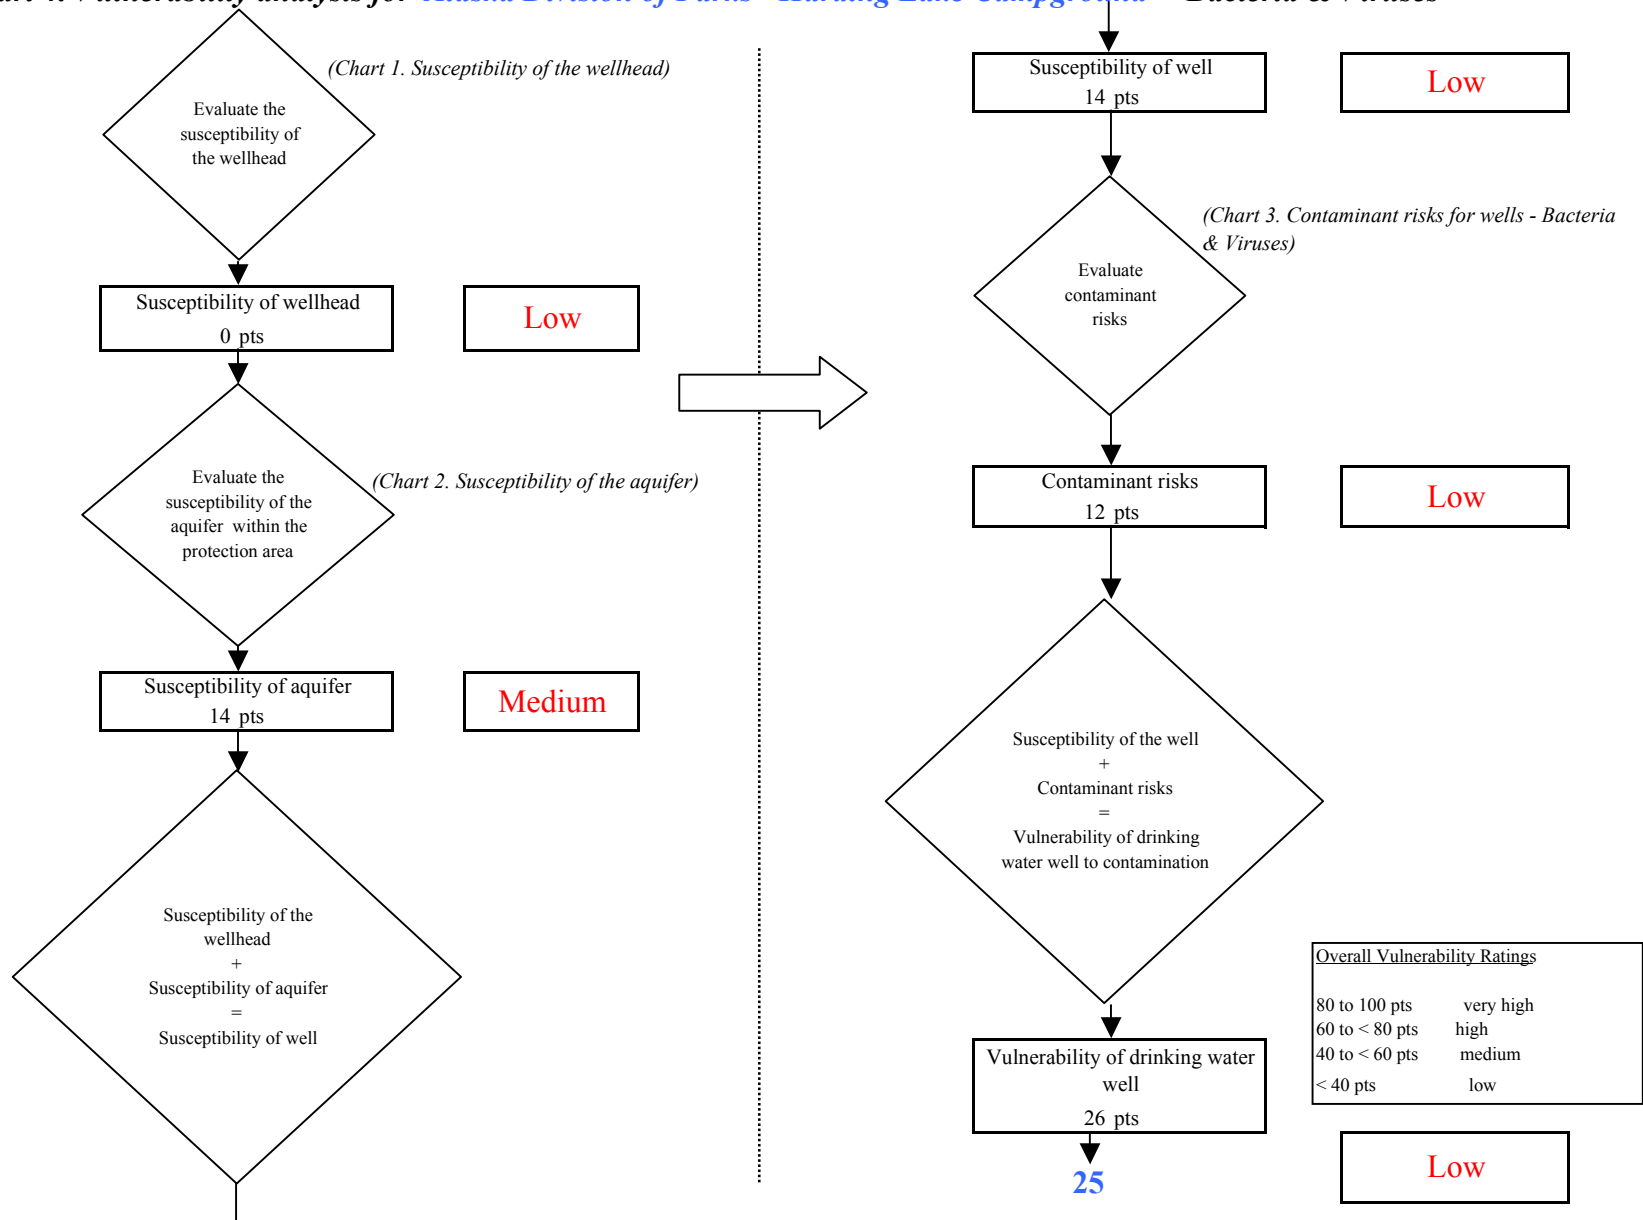 Susceptibility of well
14 pts
Low
(Chart 1. Susceptibility of the wellhead)
Evaluate the
susceptibility of
the wellhead
Susceptibility of wellhead
0 pts
Low
(Chart 2. Susceptibility of the aquifer)
Evaluate the
susceptibility of the
aquifer within the
protection area
Susceptibility of aquifer
14 pts
Medium
Susceptibility of the
wellhead
+
Susceptibility of aquifer
=
Susceptibility of well
(Chart 3. Contaminant risks for wells - Bacteria
& Viruses)
Evaluate
contaminant
risks
Contaminant risks
12 pts
Low
Susceptibility of the well
+
Contaminant risks
=
Vulnerability of drinking
water well to contamination
Vulnerability of drinking water
well
26 pts
25
Overall Vulnerability Ratings
80 to 100 pts very high
60 to < 80 pts high
40 to < 60 pts medium
< 40 pts low
Low